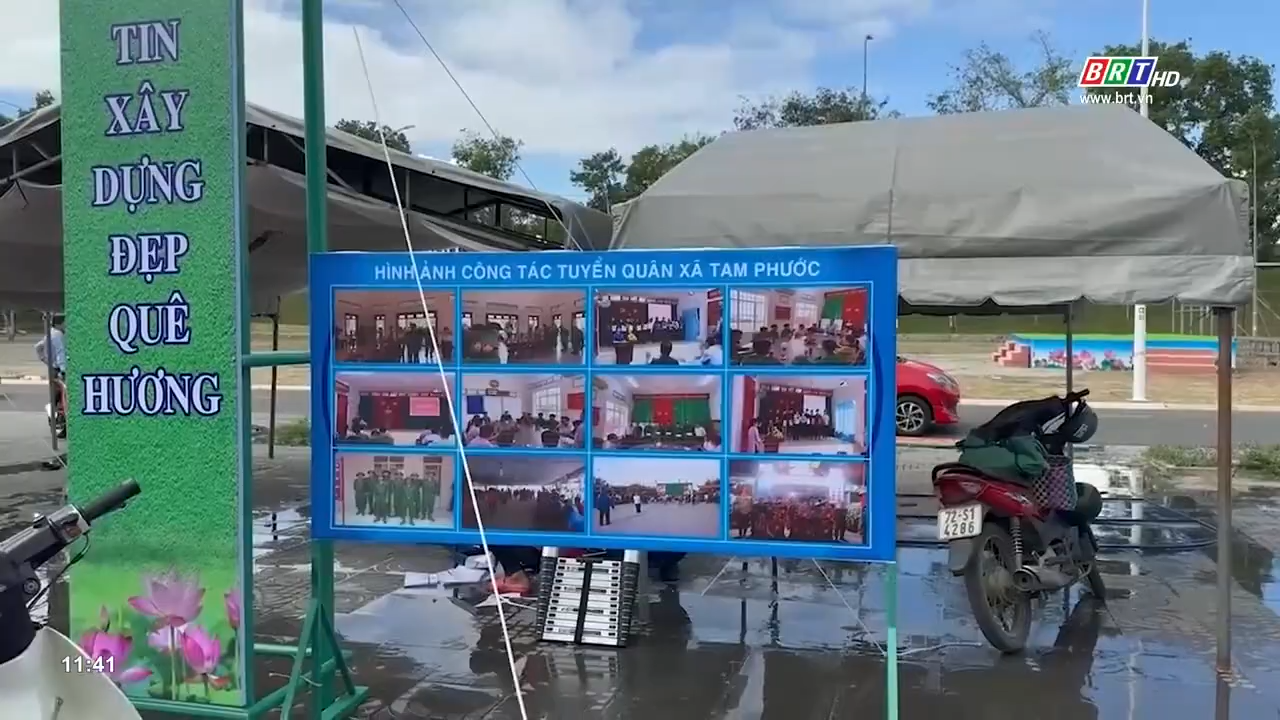 TIN
XÂY
DỰNG
ĐẸP
QUÊ
HƯƠNG
BRT HD
www.brt.vn
HÌNH ẢNH CÔNG TÁC TUYỂN QUÂN XÃ TAM PHƯỚC
72-S1
4286
11:41